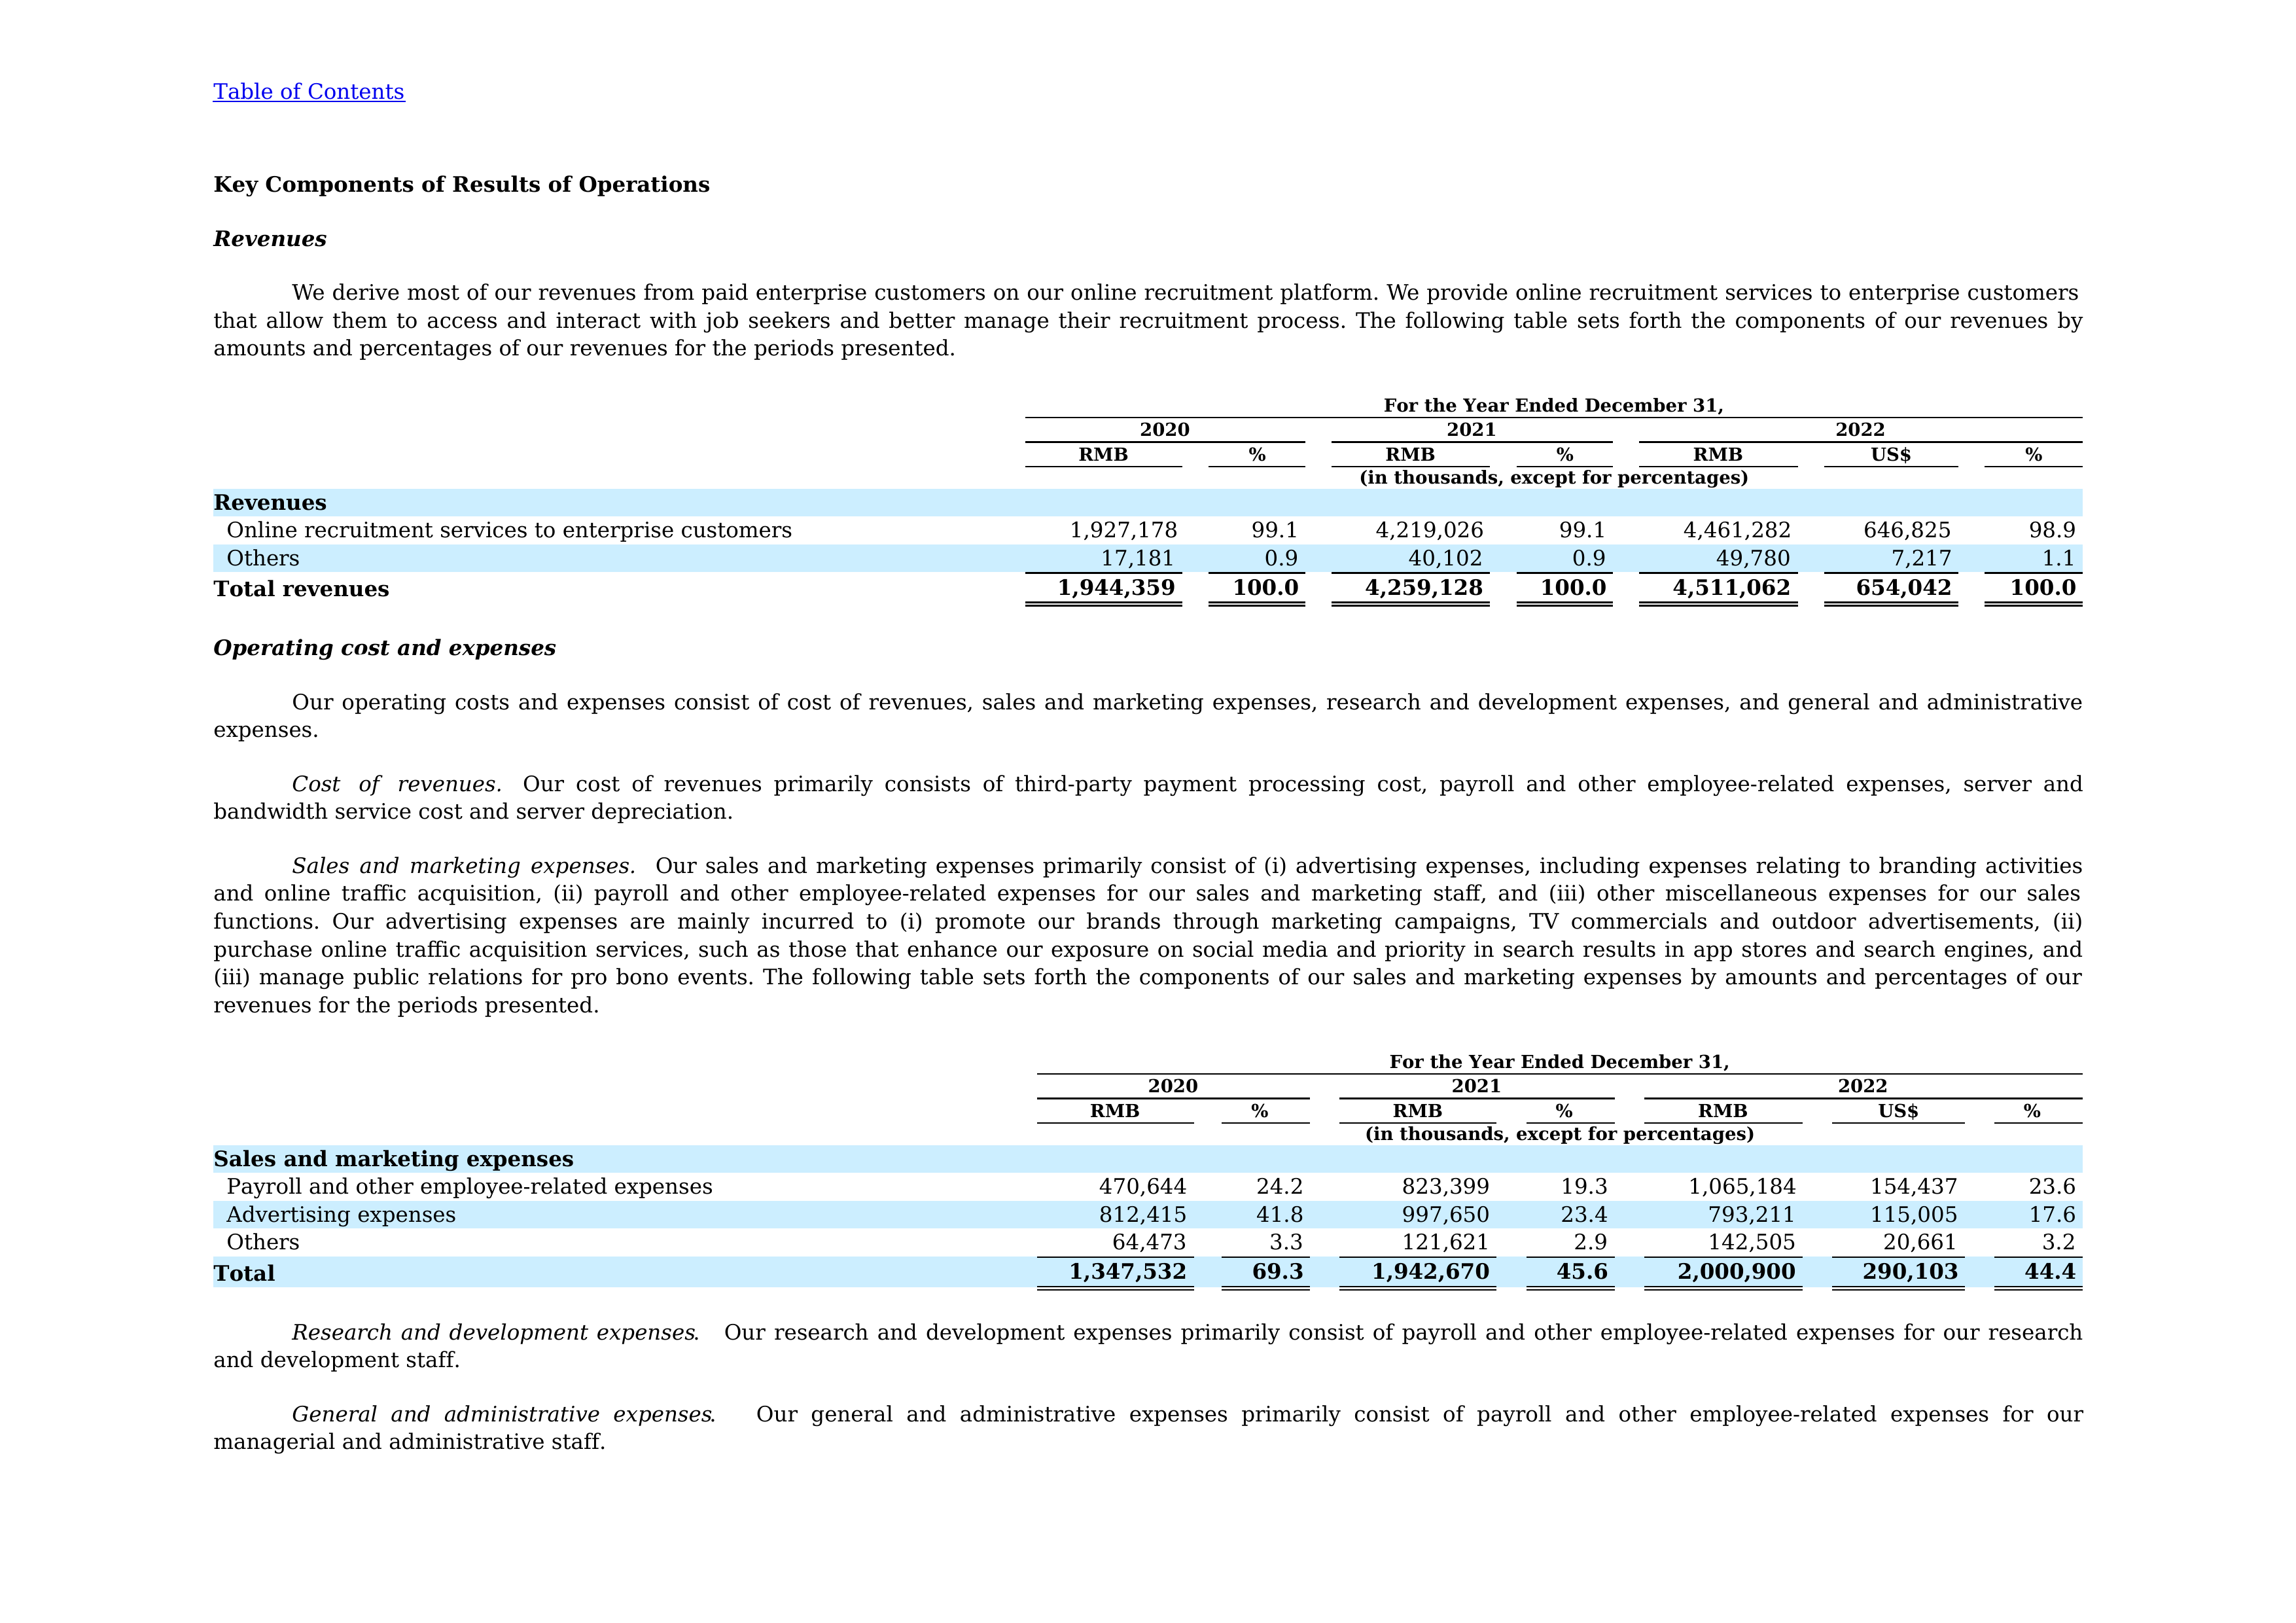 Table of Contents
Key Components of Results of Operations
Revenues
We derive most of our revenues from paid enterprise customers on our online recruitment platform. We provide online recruitment services to enterprise customers
that allow them to access and interact with job seekers and better manage their recruitment process. The following table sets forth the components of our revenues by
amounts and percentages of our revenues for the periods presented.
For the Year Ended December 31,
2020 2021 2022
RMB % RMB % RMB US$ %
(in thousands, except for percentages)
Revenues
Online recruitment services to enterprise customers 1,927,178 99.1 4,219,026 99.1 4,461,282 646,825 98.9
Others 17,181 0.9 40,102 0.9 49,780 7,217 1.1
Total revenues 1,944,359 100.0 4,259,128 100.0 4,511,062 654,042 100.0
Operating cost and expenses
Our operating costs and expenses consist of cost of revenues, sales and marketing expenses, research and development expenses, and general and administrative
expenses.
Cost of revenues. Our cost of revenues primarily consists of third-party payment processing cost, payroll and other employee-related expenses, server and
bandwidth service cost and server depreciation.
Sales and marketing expenses. Our sales and marketing expenses primarily consist of (i) advertising expenses, including expenses relating to branding activities
and online traffic acquisition, (ii) payroll and other employee-related expenses for our sales and marketing staff, and (iii) other miscellaneous expenses for our sales
functions. Our advertising expenses are mainly incurred to (i) promote our brands through marketing campaigns, TV commercials and outdoor advertisements, (ii)
purchase online traffic acquisition services, such as those that enhance our exposure on social media and priority in search results in app stores and search engines, and
(iii) manage public relations for pro bono events. The following table sets forth the components of our sales and marketing expenses by amounts and percentages of our
revenues for the periods presented.
For the Year Ended December 31,
2020 2021 2022
RMB % RMB % RMB US$ %
(in thousands, except for percentages)
Sales and marketing expenses
Payroll and other employee-related expenses 470,644 24.2 823,399 19.3 1,065,184 154,437 23.6
Advertising expenses 812,415 41.8 997,650 23.4 793,211 115,005 17.6
Others 64,473 3.3 121,621 2.9 142,505 20,661 3.2
Total 1,347,532 69.3 1,942,670 45.6 2,000,900 290,103 44.4
Research and development expenses. Our research and development expenses primarily consist of payroll and other employee-related expenses for our research
and development staff.
General and administrative expenses. Our general and administrative expenses primarily consist of payroll and other employee-related expenses for our
managerial and administrative staff.